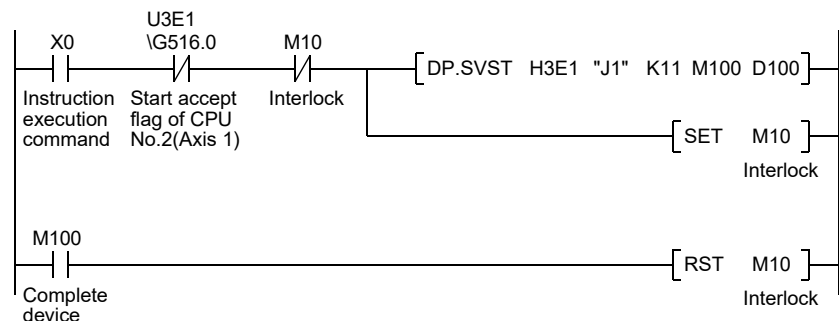 U3E1
X0 \G516.0 M10
DP.SVST H3E1 "J1" K11 M100 D100
Instruction execution command
Start accept flag of CPU No.2(Axis 1)
Interlock
SET M10
Interlock
M100
RST M10
Complete device
Interlock